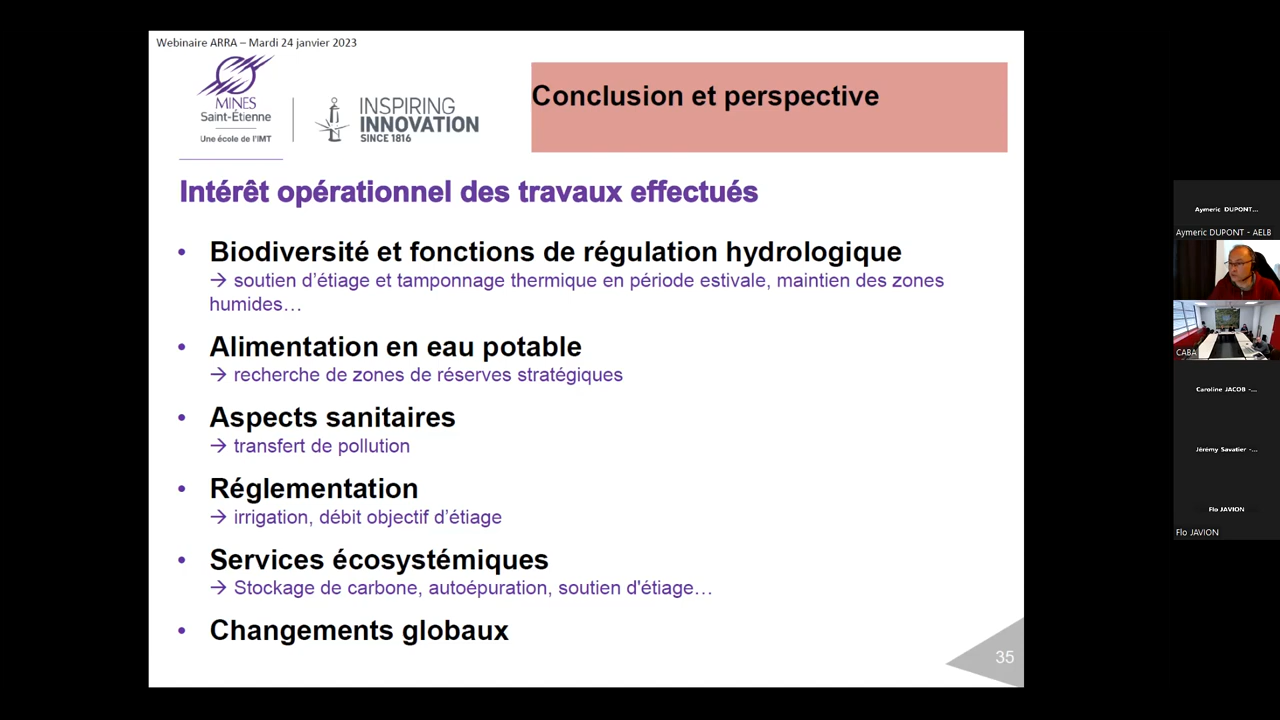 Webinaire ARRA – Mardi 24 janvier 2023
MINES
Saint-Étienne
Une école de l'IMT
INSPIRING
INNOVATION
SINCE 1816
Conclusion et perspective
Intérêt opérationnel des travaux effectués
• Biodiversité et fonctions de régulation hydrologique
→ soutien d'étiage et tamponnage thermique en période estivale, maintien des zones
humides…
• Alimentation en eau potable
→ recherche de zones de réserves stratégiques
• Aspects sanitaires
→ transfert de pollution
• Réglementation
→ irrigation, débit objectif d'étiage
• Services écosystémiques
→ Stockage de carbone, autoépuration, soutien d'étiage…
• Changements globaux
35
Aymeric DUPONT...
Aymeric DUPONT - AELB
CABA
Caroline JACOB -...
Jérémy Savatier -...
Flo JAVION
Flo JAVION